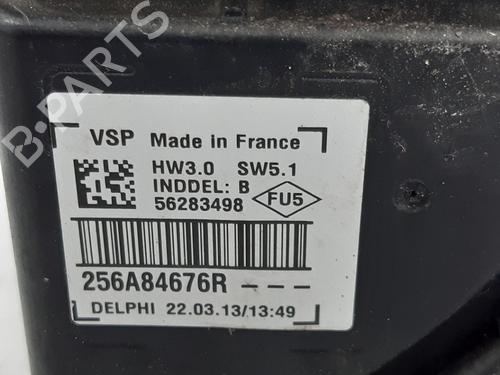 B-PARTS
VSP Made in France
HW3.0 SW5.1
INDDEL: B
56283498 FU5
256A84676R - - -
DELPHI 22.03.13/13:49